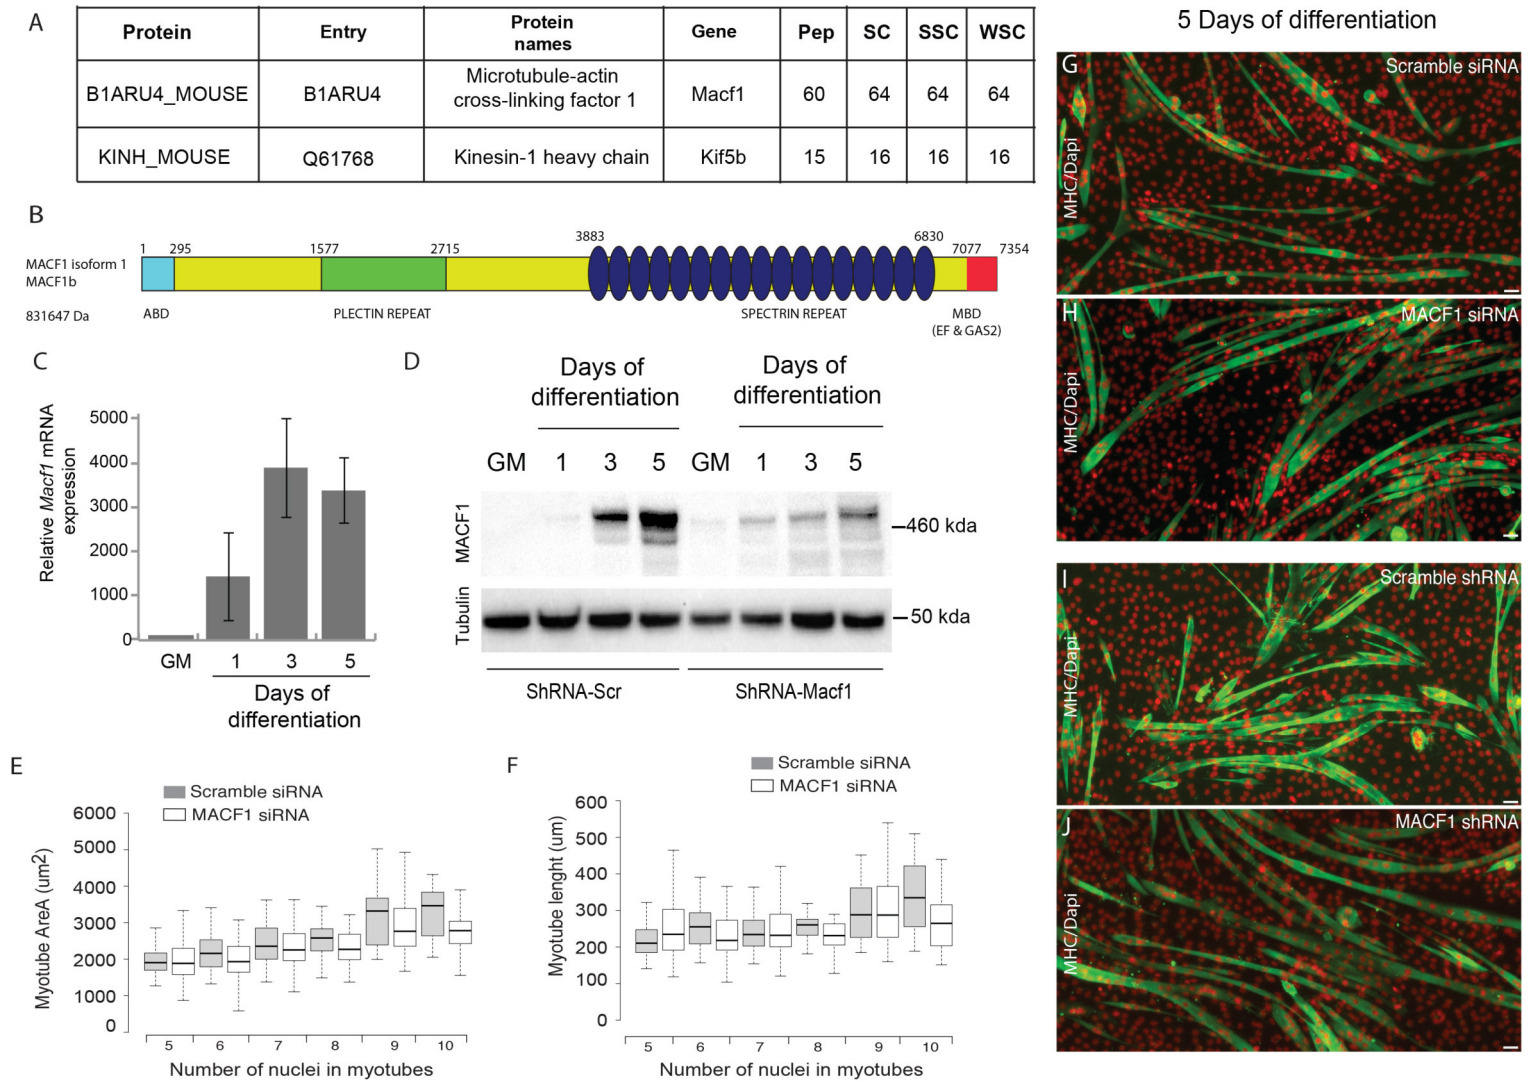 A
Protein Entry Protein names Gene Pep SC SSC WSC
B1ARU4_MOUSE B1ARU4 Microtubule-actin cross-linking factor 1 Macf1 60 64 64 64
KINH_MOUSE Q61768 Kinesin-1 heavy chain Kif5b 15 16 16 16
B
1 295 1577 2715 3883 6830 7077 7354
MACF1 isoform 1
MACF1b
831647 Da
ABD PLECTIN REPEAT SPECTRIN REPEAT MBD
(EF & GAS2)
C
Relative Macf1 mRNA
expression
5000
4000
3000
2000
1000
0
GM 1 3 5
Days of
differentiation
D
Days of
differentiation
Days of
differentiation
GM 1 3 5 GM 1 3 5
MACF1
460 kda
Tubulin
50 kda
ShRNA-Scr ShRNA-Macf1
E
Scramble siRNA
MACF1 siRNA
Myotube AreA (um2)
6000
5000
4000
3000
2000
1000
0
5 6 7 8 9 10
Number of nuclei in myotubes
F
Scramble siRNA
MACF1 siRNA
Myotube lenght (um)
600
500
400
300
200
100
0
5 6 7 8 9 10
Number of nuclei in myotubes
5 Days of differentiation
G
Scramble siRNA
MHC/Dapi
H
MACF1 siRNA
MHC/Dapi
I
Scramble shRNA
MHC/Dapi
J
MACF1 shRNA
MHC/Dapi